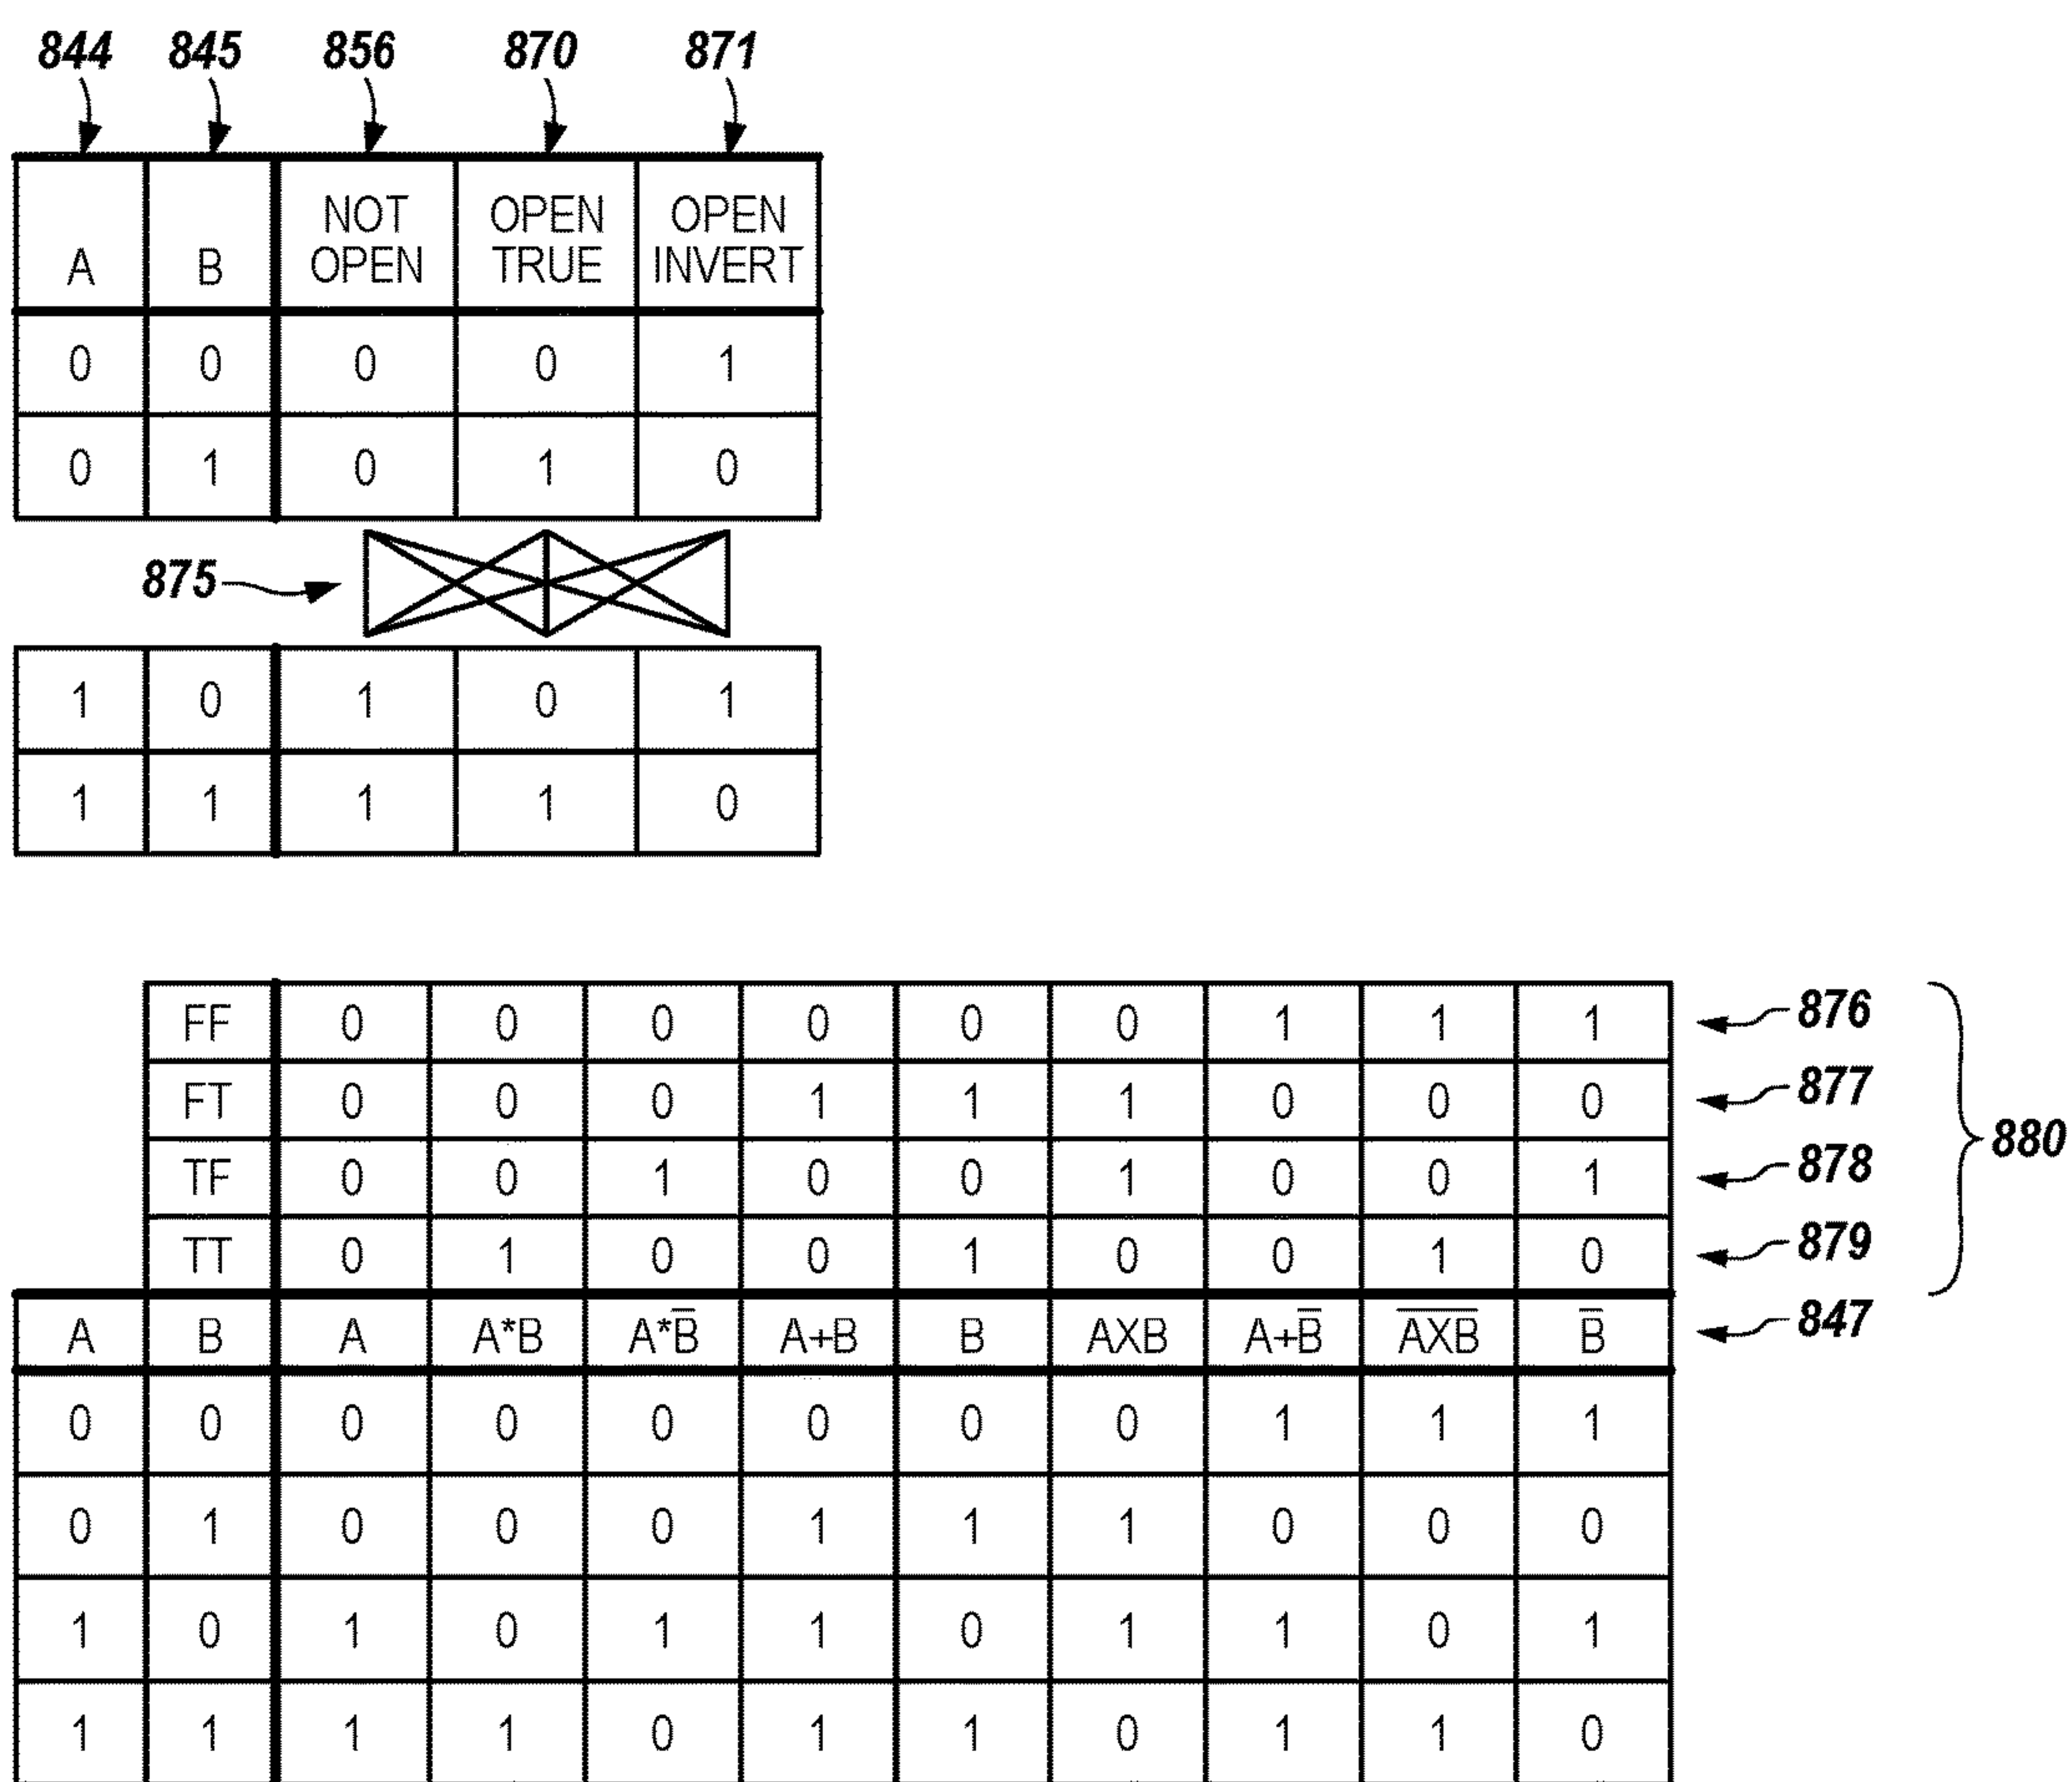 844 845 856 870 871
A B NOT OPEN OPEN TRUE OPEN INVERT
0 0 0 0 1
0 1 0 1 0
875
1 0 1 0 1
1 1 1 1 0
FF 0 0 0 0 0 0 1 1 1 876
FT 0 0 0 1 1 1 0 0 0 877
880
TF 0 0 1 0 0 1 0 0 1 878
TT 0 1 0 0 1 0 0 1 0 879
A B A A*B A*B̅ A+B B AXB A+B̅ A̅X̅B̅ B̅ 847
0 0 0 0 0 0 0 0 1 1 1
0 1 0 0 0 1 1 1 0 0 0
1 0 1 0 1 1 0 1 1 0 1
1 1 1 1 0 1 1 0 1 1 0